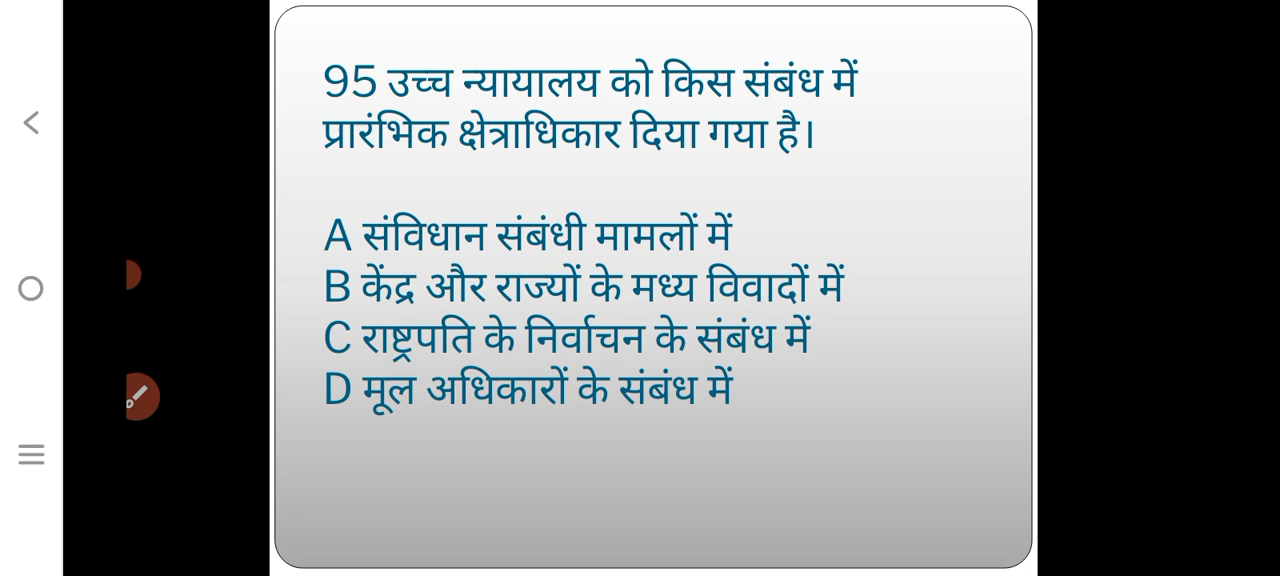 95 उच्च न्यायालय को किस संबंध में
प्रारंभिक क्षेत्राधिकार दिया गया है।
A संविधान संबंधी मामलों में
B केंद्र और राज्यों के मध्य विवादों में
C राष्ट्रपति के निर्वाचन के संबंध में
D मूल अधिकारों के संबंध में